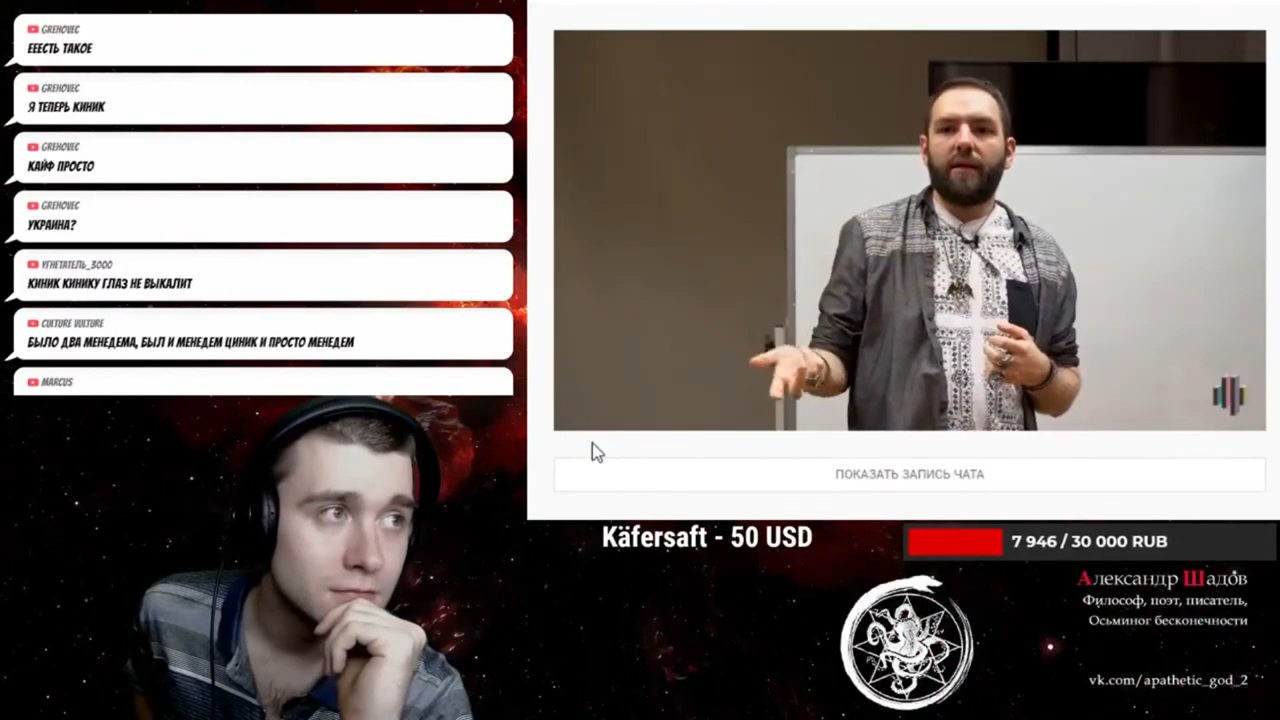 GREHOVEC
ЕЕЕСТЬ ТАКОЕ
GREHOVEC
Я ТЕПЕРЬ КИНИК
GREHOVEC
КАЙФ ПРОСТО
GREHOVEC
УКРАИНА?
УГНЕТАТЕЛЬ_3000
КИНИК КИНИКУ ГЛАЗ НЕ ВЫКАЛИТ
CULTURE VULTURE
БЫЛО ДВА МЕНЕДЕМА, БЫЛ И МЕНЕДЕМ ЦИНИК И ПРОСТО МЕНЕДЕМ
MARCUS
ПОКАЗАТЬ ЗАПИСЬ ЧАТА
Käfersaft - 50 USD
7 946 / 30 000 RUB
Александр Шадов
Философ, поэт, писатель,
Осьминог бесконечности
vk.com/apathetic_god_2